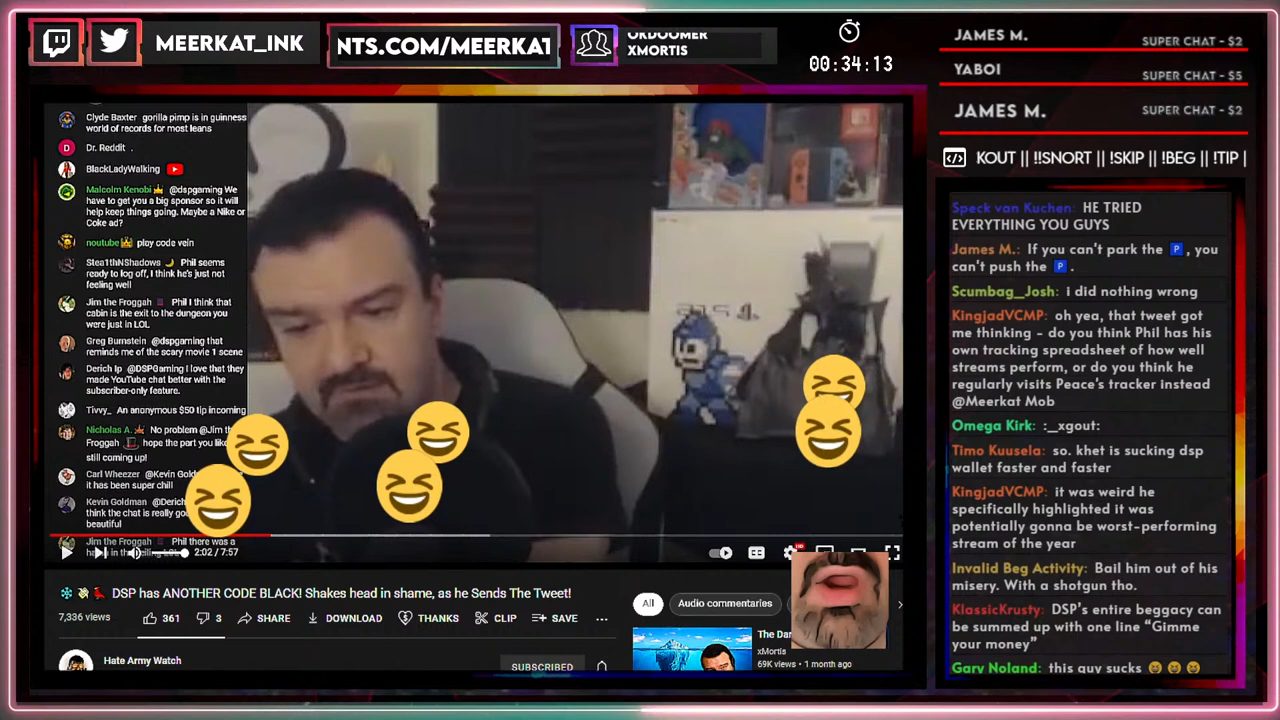 MEERKAT_INK
NTS.COM/MEERKAT
XMORTIS
00:34:13
JAMES M.
SUPER CHAT - $2
YABOI
SUPER CHAT - $5
JAMES M.
SUPER CHAT - $2
KOUT || !!SNORT || !SKIP || !BEG || !TIP |
Clyde Baxter gorilla pimp is in guinness
world of records for most leans
Dr. Reddit .
BlackLadyWalking
Malcolm Kenobi @dspgaming We
have to get you a big sponsor so it will
help keep things going. Maybe a Nike or
Coke ad?
noutube play code vein
Stea1thNShadows Phil seems
ready to log off, I think he's just not
feeling well
Jim the Froggah Phil I think that
cabin is the exit to the dungeon you
were just in LOL
Greg Burnstein @dspgaming that
reminds me of the scary movie 1 scene
Derich Ip @DSPGaming I love that they
made YouTube chat better with the
subscriber-only feature.
Tivvy_ An anonymous $50 tip incoming
Nicholas A. No problem @Jim the
Froggah hope the part you like
still coming up!
Carl Wheezer @Kevin
it has been super chill!
Kevin Goldman @Derich
think the chat is really
beautiful
Jim the Froggah Phil there was a
2:02 / 7:57
DSP has ANOTHER CODE BLACK! Shakes head in shame, as he Sends The Tweet!
7,336 views
361
3
SHARE
DOWNLOAD
THANKS
CLIP
SAVE
Hate Army Watch
SUBSCRIBED
All
Audio commentaries
The Dar
xMortis
69K views • 1 month ago
Speck van Kuchen: HE TRIED
EVERYTHING YOU GUYS
James M.: If you can't park the P, you
can't push the P.
Scumbag_Josh: i did nothing wrong
KingjadVCMP: oh yea, that tweet got
me thinking - do you think Phil has his
own tracking spreadsheet of how well
streams perform, or do you think he
regularly visits Peace's tracker instead
@Meerkat Mob
Omega Kirk: :_xgout:
Timo Kuusela: so. khet is sucking dsp
wallet faster and faster
KingjadVCMP: it was weird he
specifically highlighted it was
potentially gonna be worst-performing
stream of the year
Invalid Beg Activity: Bail him out of his
misery. With a shotgun tho.
KlassicKrusty: DSP's entire beggacy can
be summed up with one line “Gimme
your money”
Gary Noland: this guy sucks